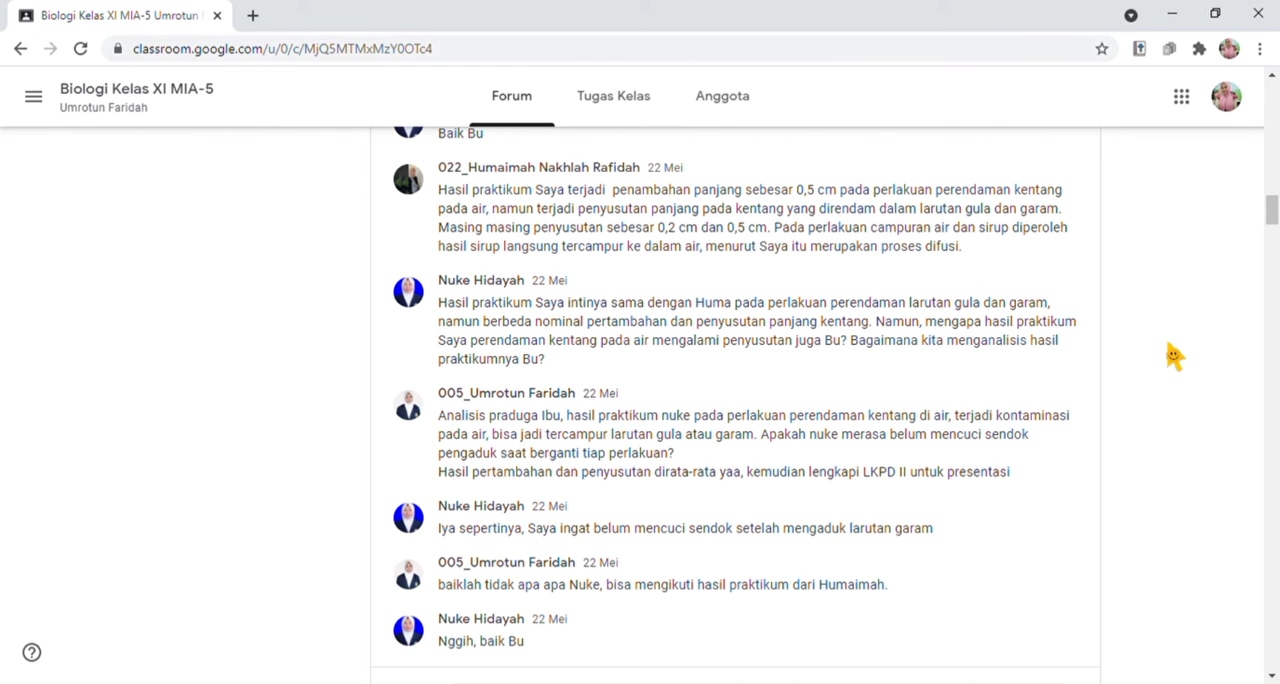 Biologi Kelas XI MIA-5 Umrotun
classroom.google.com/u/0/c/MjQ5MTMxMzY0OTc4
Biologi Kelas XI MIA-5
Umrotun Faridah
Forum
Tugas Kelas
Anggota
Baik Bu
022_Humaimah Nakhlah Rafidah 22 Mei
Hasil praktikum Saya terjadi penambahan panjang sebesar 0,5 cm pada perlakuan perendaman kentang
pada air, namun terjadi penyusutan panjang pada kentang yang direndam dalam larutan gula dan garam.
Masing masing penyusutan sebesar 0,2 cm dan 0,5 cm. Pada perlakuan campuran air dan sirup diperoleh
hasil sirup langsung tercampur ke dalam air, menurut Saya itu merupakan proses difusi.
Nuke Hidayah 22 Mei
Hasil praktikum Saya intinya sama dengan Huma pada perlakuan perendaman larutan gula dan garam,
namun berbeda nominal pertambahan dan penyusutan panjang kentang. Namun, mengapa hasil praktikum
Saya perendaman kentang pada air mengalami penyusutan juga Bu? Bagaimana kita menganalisis hasil
praktikumnya Bu?
005_Umrotun Faridah 22 Mei
Analisis praduga Ibu, hasil praktikum nuke pada perlakuan perendaman kentang di air, terjadi kontaminasi
pada air, bisa jadi tercampur larutan gula atau garam. Apakah nuke merasa belum mencuci sendok
pengaduk saat berganti tiap perlakuan?
Hasil pertambahan dan penyusutan dirata-rata yaa, kemudian lengkapi LKPD II untuk presentasi
Nuke Hidayah 22 Mei
Iya sepertinya, Saya ingat belum mencuci sendok setelah mengaduk larutan garam
005_Umrotun Faridah 22 Mei
baiklah tidak apa apa Nuke, bisa mengikuti hasil praktikum dari Humaimah.
Nuke Hidayah 22 Mei
Nggih, baik Bu